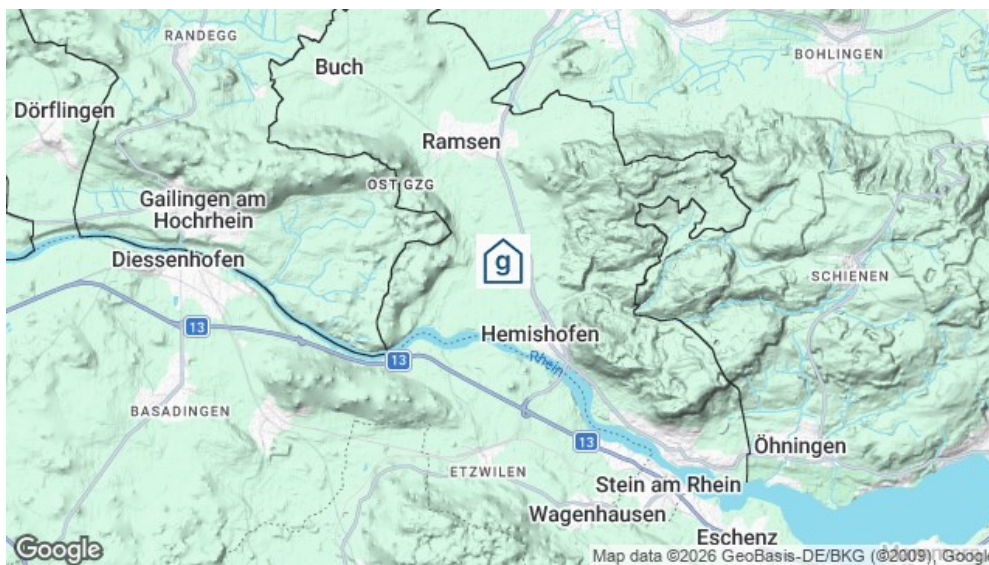 RANDEGG
BOHLINGEN
Buch
Dörflingen
Ramsen
OST GZG
Gailingen am
Hochrhein
g
Diessenhofen
SCHIENEN
13
Hemishofen
13
Rhein
BASADINGEN
13
Öhningen
ETZWILEN
Stein am Rhein
Wagenhausen
Eschenz
Google
Map data ©2026 GeoBasis-DE/BKG (©2009), Google